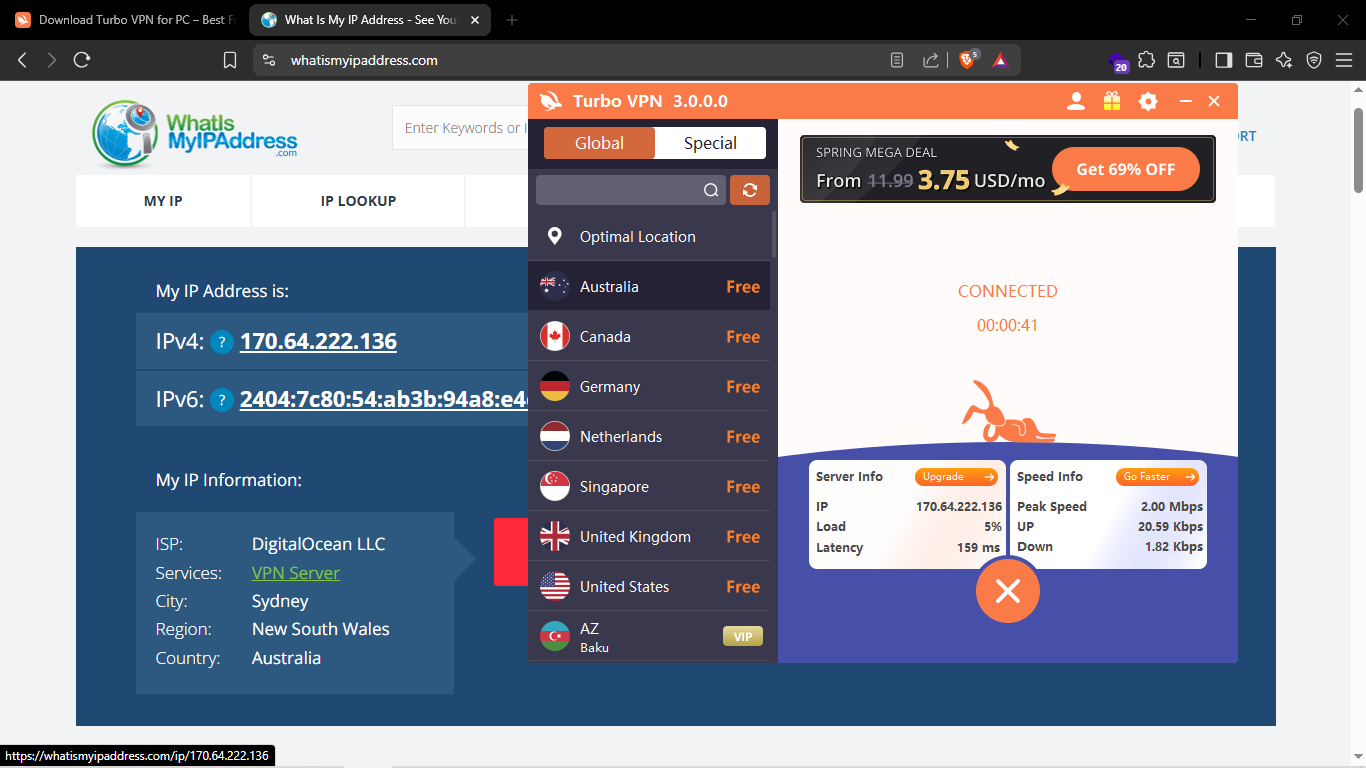 Download Turbo VPN for PC – Best F
What Is My IP Address - See You
whatismyipaddress.com
5
20
WhatIs
MyIPAddress
.com
Enter Keywords or I
RT
MY IP
IP LOOKUP
My IP Address is:
IPv4: ? 170.64.222.136
IPv6: ? 2404:7c80:54:ab3b:94a8:e4
My IP Information:
ISP: DigitalOcean LLC
Services: VPN Server
City: Sydney
Region: New South Wales
Country: Australia
Turbo VPN 3.0.0.0
Global
Special
Optimal Location
Australia Free
Canada Free
Germany Free
Netherlands Free
Singapore Free
United Kingdom Free
United States Free
AZ
Baku
VIP
SPRING MEGA DEAL
From 11.99 3.75 USD/mo
Get 69% OFF
CONNECTED
00:00:41
Server Info
Upgrade →
IP 170.64.222.136
Load 5%
Latency 159 ms
Speed Info
Go Faster →
Peak Speed 2.00 Mbps
UP 20.59 Kbps
Down 1.82 Kbps
https://whatismyipaddress.com/ip/170.64.222.136